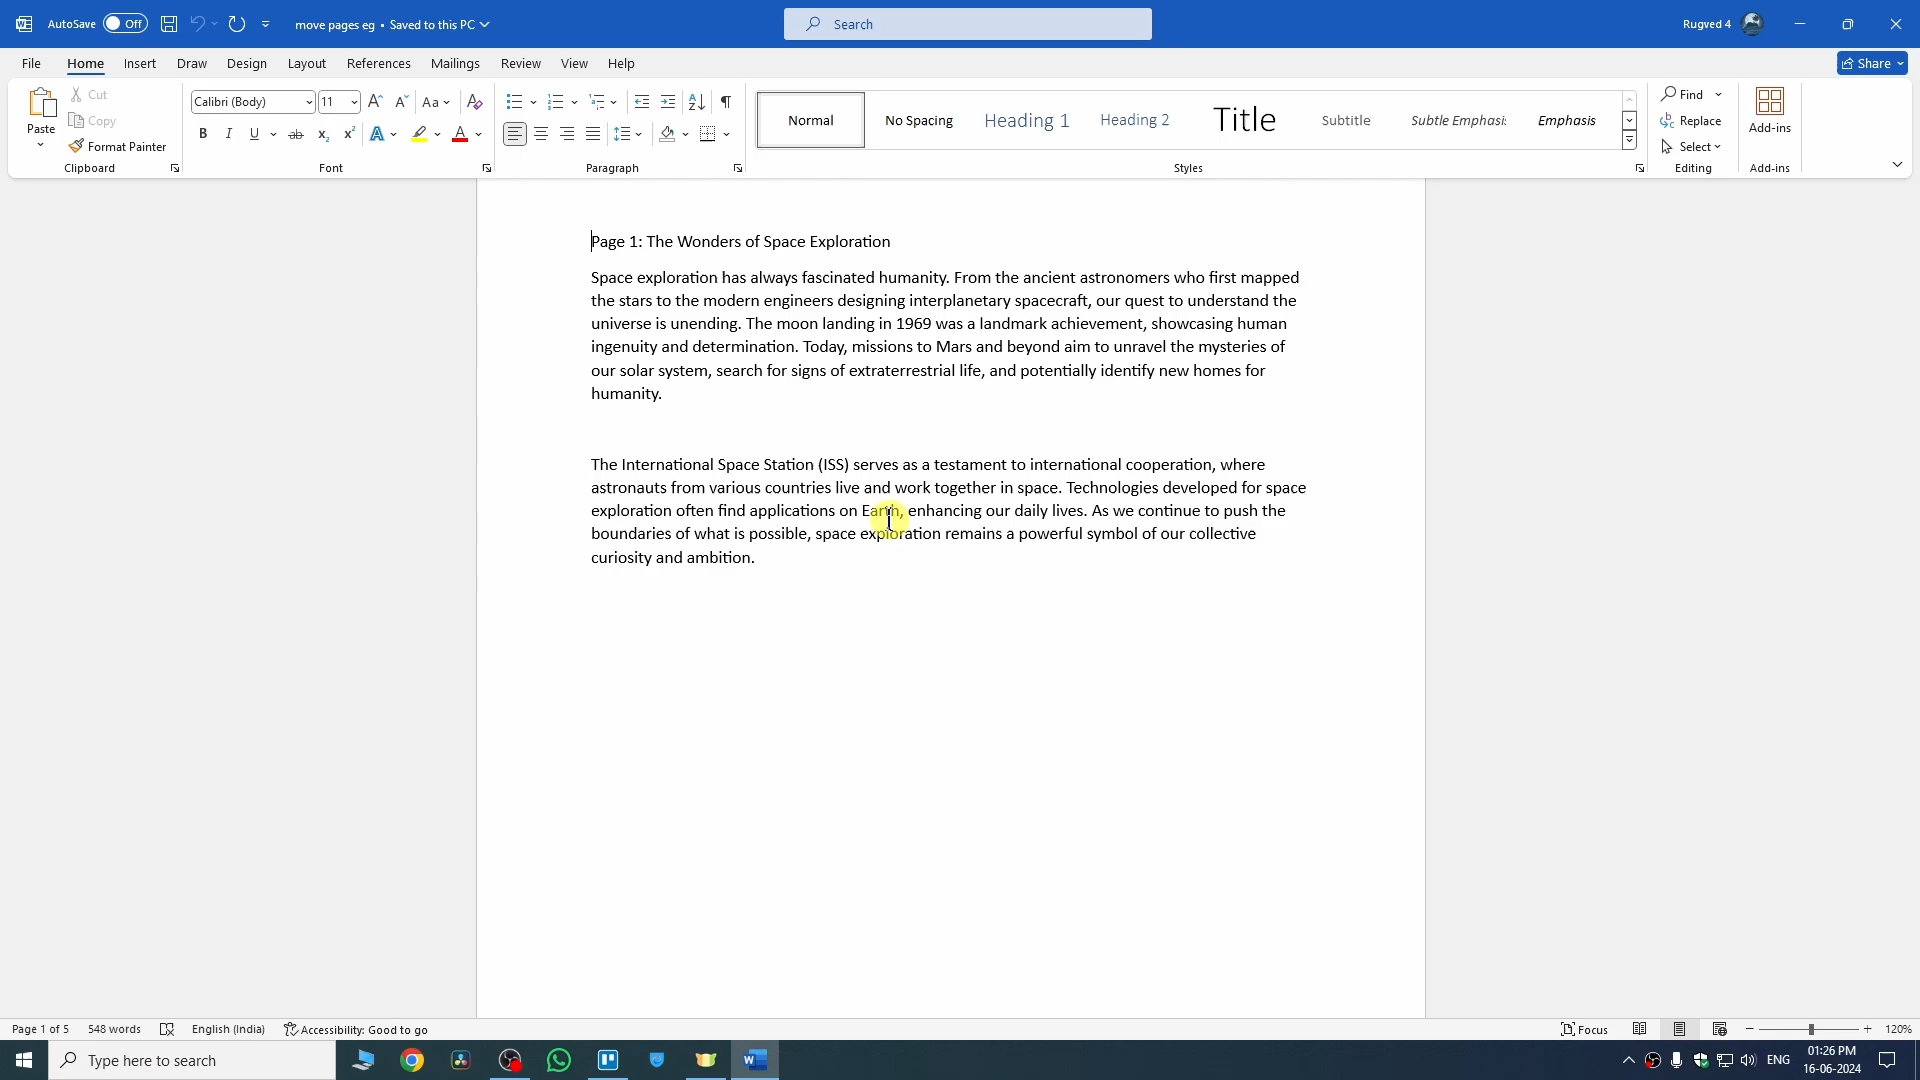 AutoSave Off move pages eg • Saved to this PC Search Rugved 4
File Home Insert Draw Design Layout References Mailings Review View Help Share
Paste Cut Copy Format Painter Clipboard
Calibri (Body) 11 Aa
B I U ab x₂ x² A A Font
Paragraph
Normal No Spacing Heading 1 Heading 2 Title Subtitle Subtle Emphasis Emphasis
Styles
Find Replace Select Editing
Add-ins
Add-ins
Page 1: The Wonders of Space Exploration
Space exploration has always fascinated humanity. From the ancient astronomers who first mapped
the stars to the modern engineers designing interplanetary spacecraft, our quest to understand the
universe is unending. The moon landing in 1969 was a landmark achievement, showcasing human
ingenuity and determination. Today, missions to Mars and beyond aim to unravel the mysteries of
our solar system, search for signs of extraterrestrial life, and potentially identify new homes for
humanity.
The International Space Station (ISS) serves as a testament to international cooperation, where
astronauts from various countries live and work together in space. Technologies developed for space
exploration often find applications on Earth, enhancing our daily lives. As we continue to push the
boundaries of what is possible, space exploration remains a powerful symbol of our collective
curiosity and ambition.
Page 1 of 5 548 words English (India) Accessibility: Good to go Focus 120%
Type here to search ENG 01:26 PM
16-06-2024